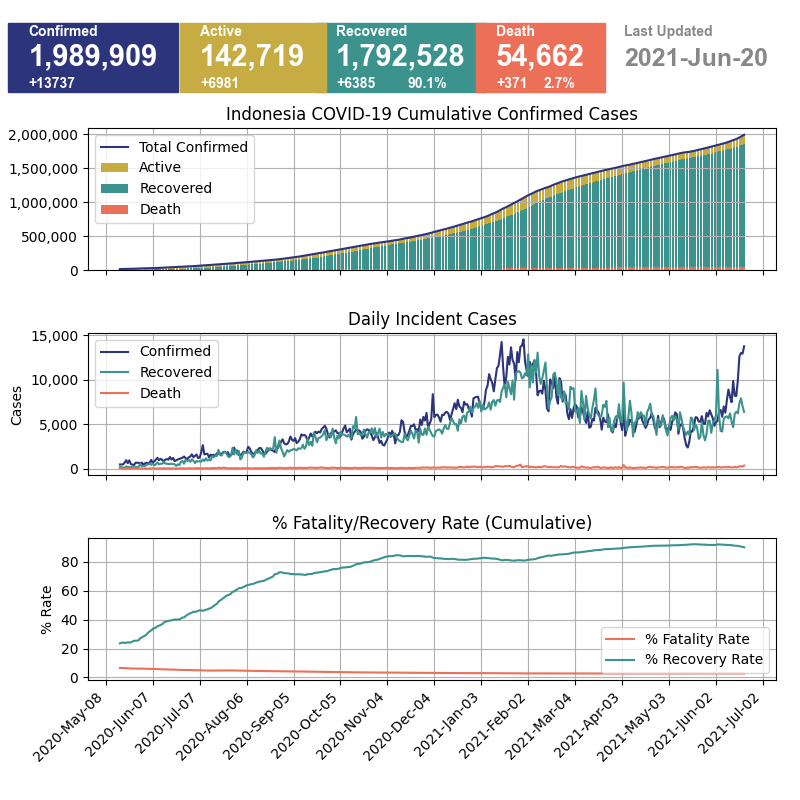 Confirmed
1,989,909
+13737
Active
142,719
+6981
Recovered
1,792,528
+6385 90.1%
Death
54,662
+371 2.7%
Last Updated
2021-Jun-20
Indonesia COVID-19 Cumulative Confirmed Cases
2,000,000
1,500,000
1,000,000
500,000
0
Total Confirmed
Active
Recovered
Death
Daily Incident Cases
Cases
15,000
10,000
5,000
0
Confirmed
Recovered
Death
% Fatality/Recovery Rate (Cumulative)
% Rate
80
60
40
20
0
% Fatality Rate
% Recovery Rate
2020-May-08
2020-Jun-07
2020-Jul-07
2020-Aug-06
2020-Sep-05
2020-Oct-05
2020-Nov-04
2020-Dec-04
2021-Jan-03
2021-Feb-02
2021-Mar-04
2021-Apr-03
2021-May-03
2021-Jun-02
2021-Jul-02